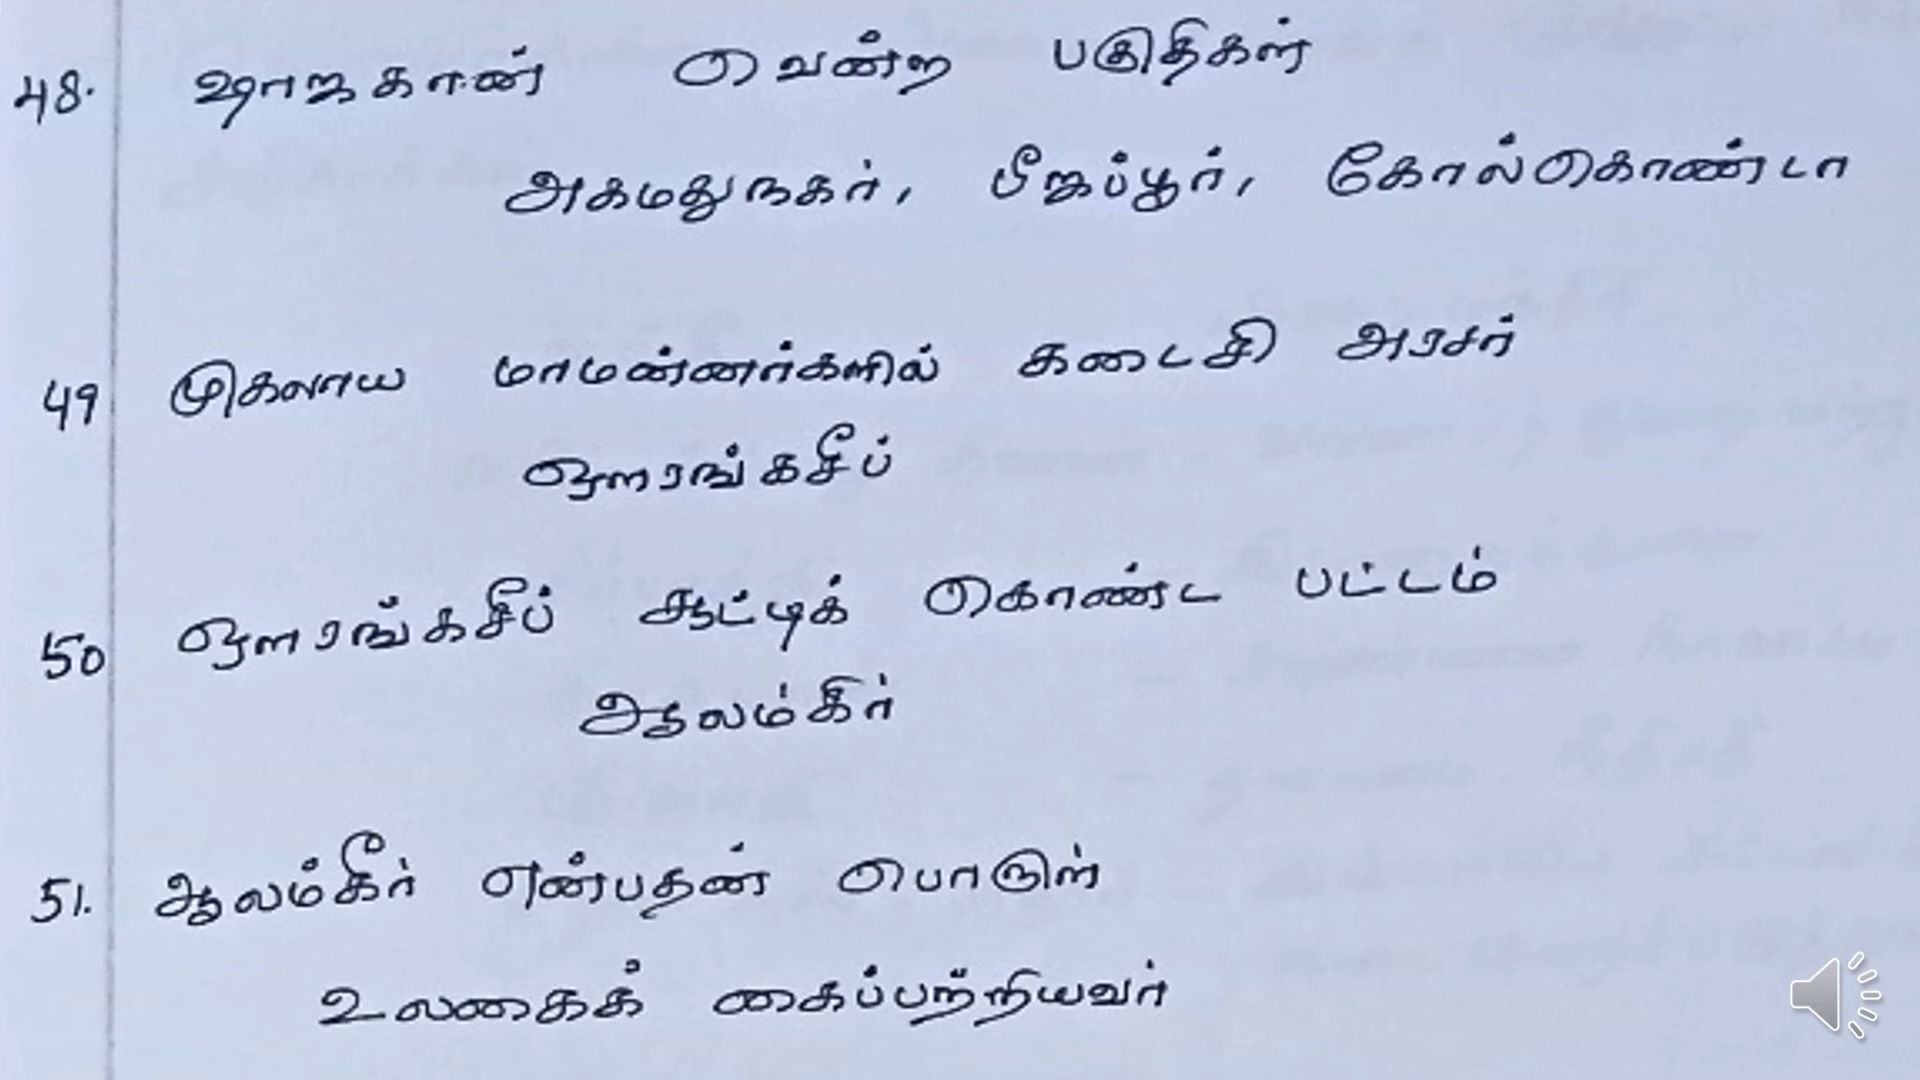 48. ஷாஜகான் வென்ற பகுதிகள்
அகமதுநகர், பீஜப்பூர், கோல்கொண்டா
49 முகலாய மாமன்னர்களில் கடைசி அரசர்
ஔரங்கசீப்
50 ஔரங்கசீப் சூட்டிக் கொண்ட பட்டம்
ஆலம்கீர்
51. ஆலம்கீர் என்பதன் பொருள்
உலகைக் கைப்பற்றியவர்